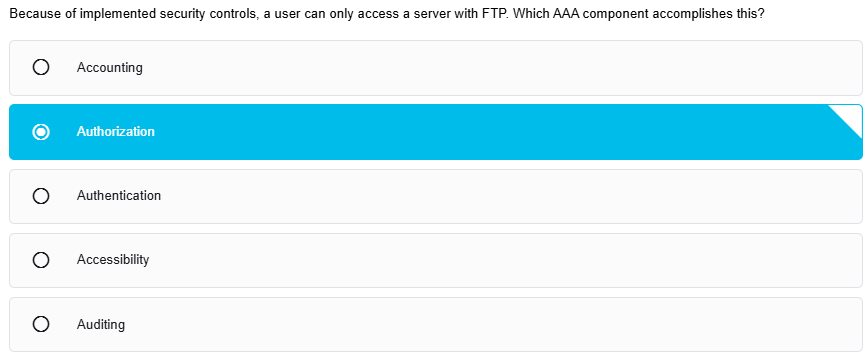 Because of implemented security controls, a user can only access a server with FTP. Which AAA component accomplishes this?
Accounting
Authorization
Authentication
Accessibility
Auditing